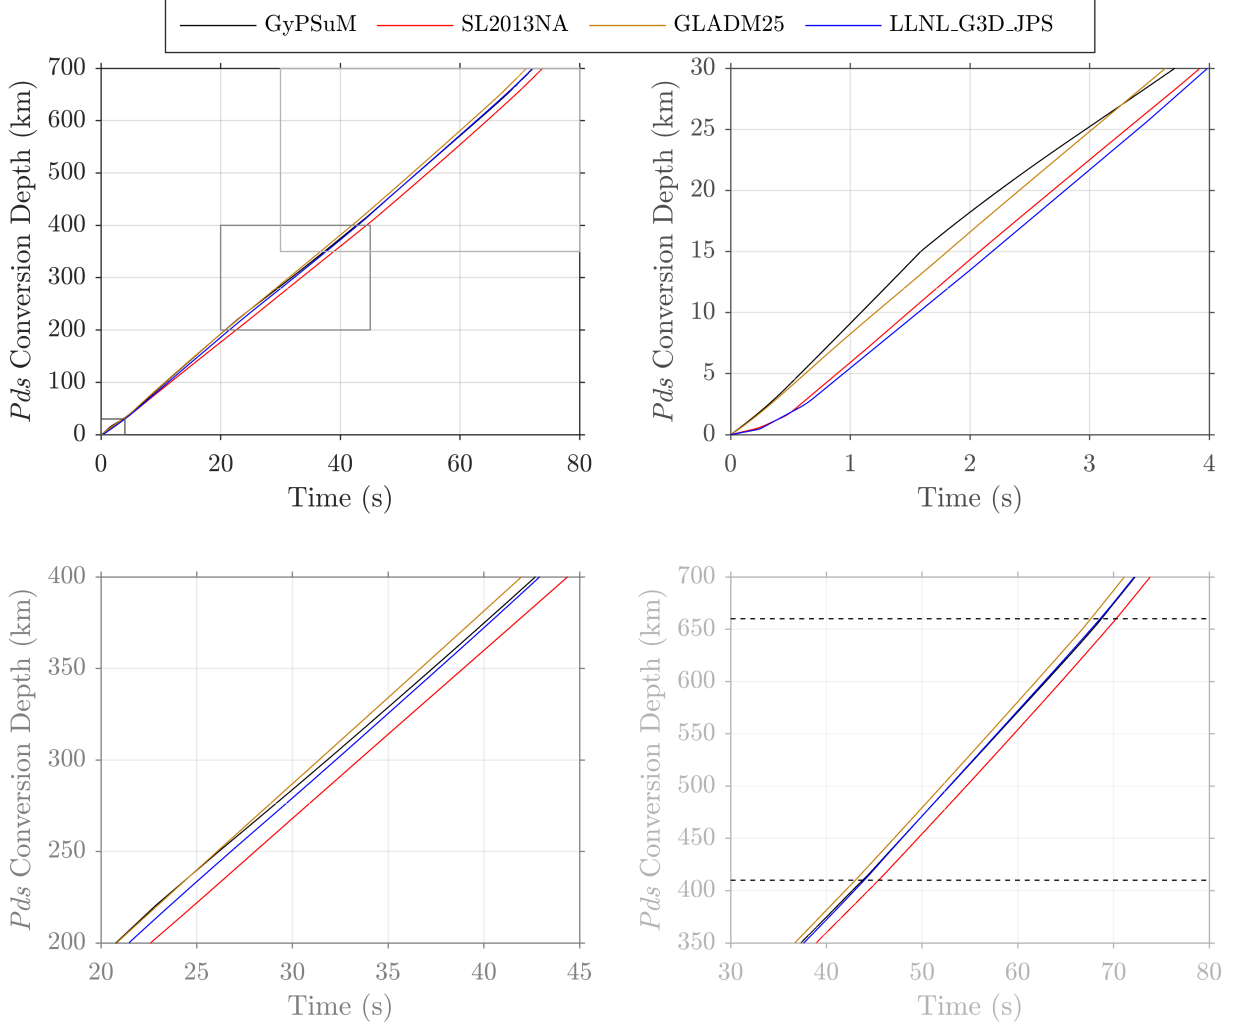 GyPSuM SL2013NA GLADM25 LLNL_G3D_JPS
700
600
500
400
300
200
100
0
Pds Conversion Depth (km)
0 20 40 60 80
Time (s)
30
25
20
15
10
5
0
Pds Conversion Depth (km)
0 1 2 3 4
Time (s)
400
350
300
250
200
Pds Conversion Depth (km)
20 25 30 35 40 45
Time (s)
700
650
600
550
500
450
400
350
Pds Conversion Depth (km)
30 40 50 60 70 80
Time (s)